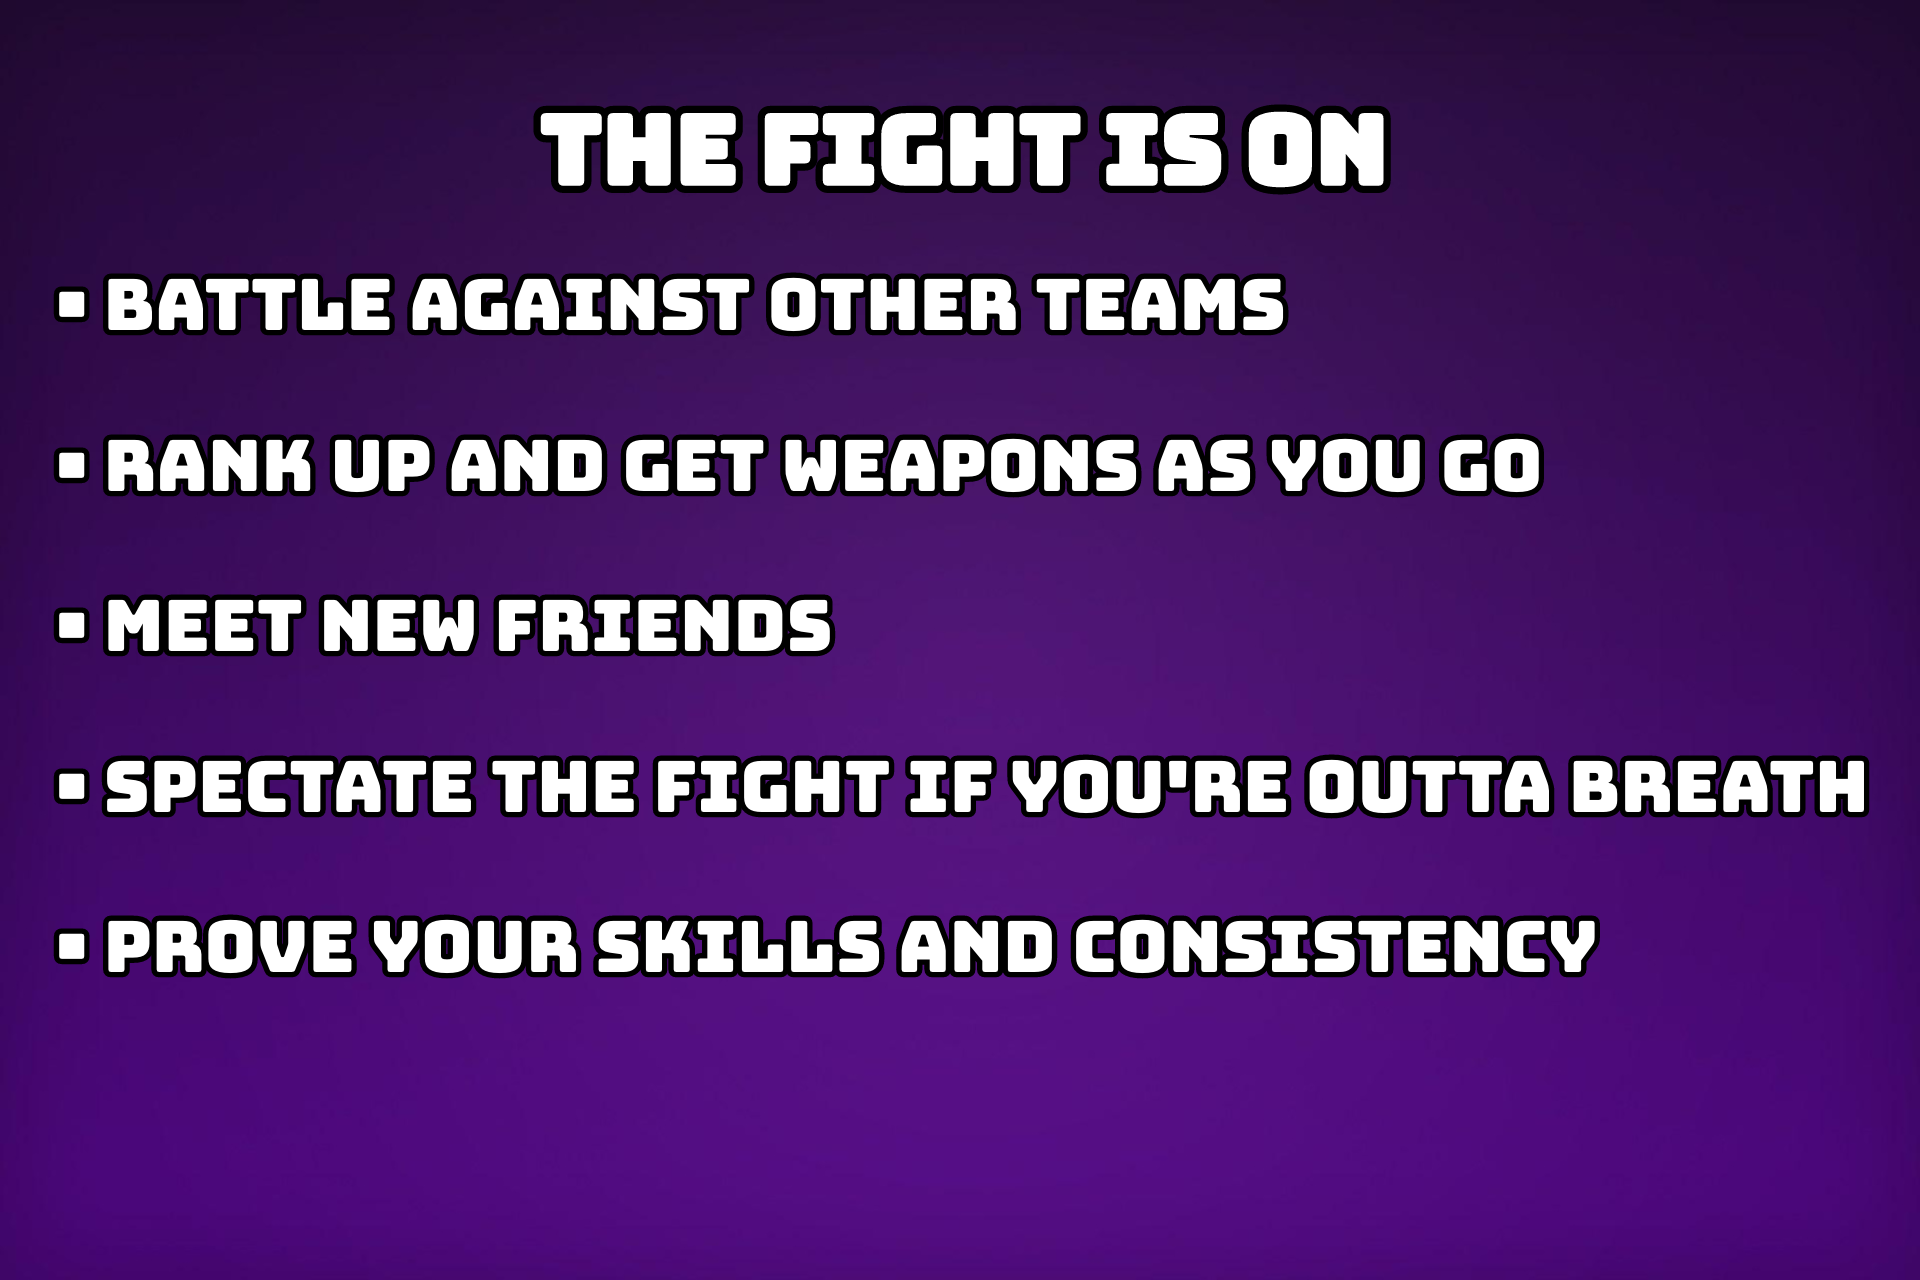 THE FIGHT IS ON
▪ BATTLE AGAINST OTHER TEAMS
▪ RANK UP AND GET WEAPONS AS YOU GO
▪ MEET NEW FRIENDS
▪ SPECTATE THE FIGHT IF YOU'RE OUTTA BREATH
▪ PROVE YOUR SKILLS AND CONSISTENCY